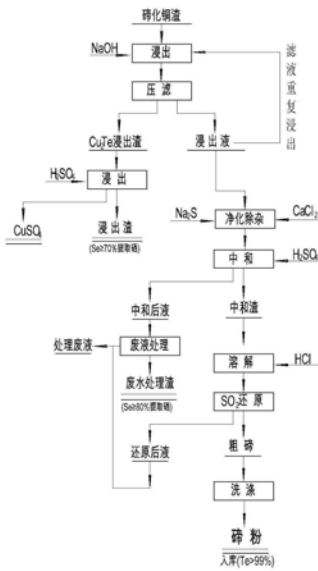 碲化铜渣
NaOH
浸出
压滤
滤液重复浸出
Cu₂Te浸出渣
浸出液
H₂SO₄
浸出
CuSO₄
浸出渣
(Se≥70%提取硒)
Na₂S
净化除杂
CaCl₂
中和
H₂SO₄
中和后液
中和渣
处理废液
废液处理
溶解
HCl
废水处理渣
(Se≥60%提取硒)
SO₂还原
还原后液
粗碲
洗涤
碲粉
入库(Te>99%)